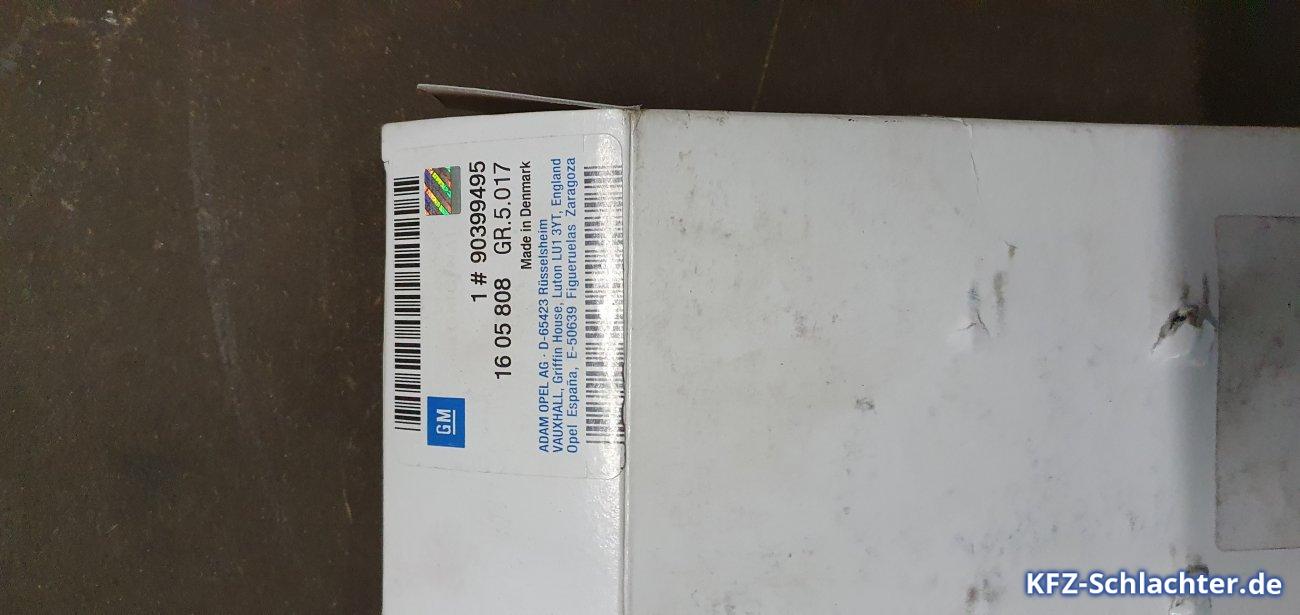 1 # 90399495
16 05 808 GR.5.017
Made in Denmark
GM
ADAM OPEL AG · D-65423 Rüsselsheim
VAUXHALL, Griffin House, Luton LU1 3YT, England
Opel España, E-50639 Figueruelas Zaragoza
KFZ-Schlachter.de